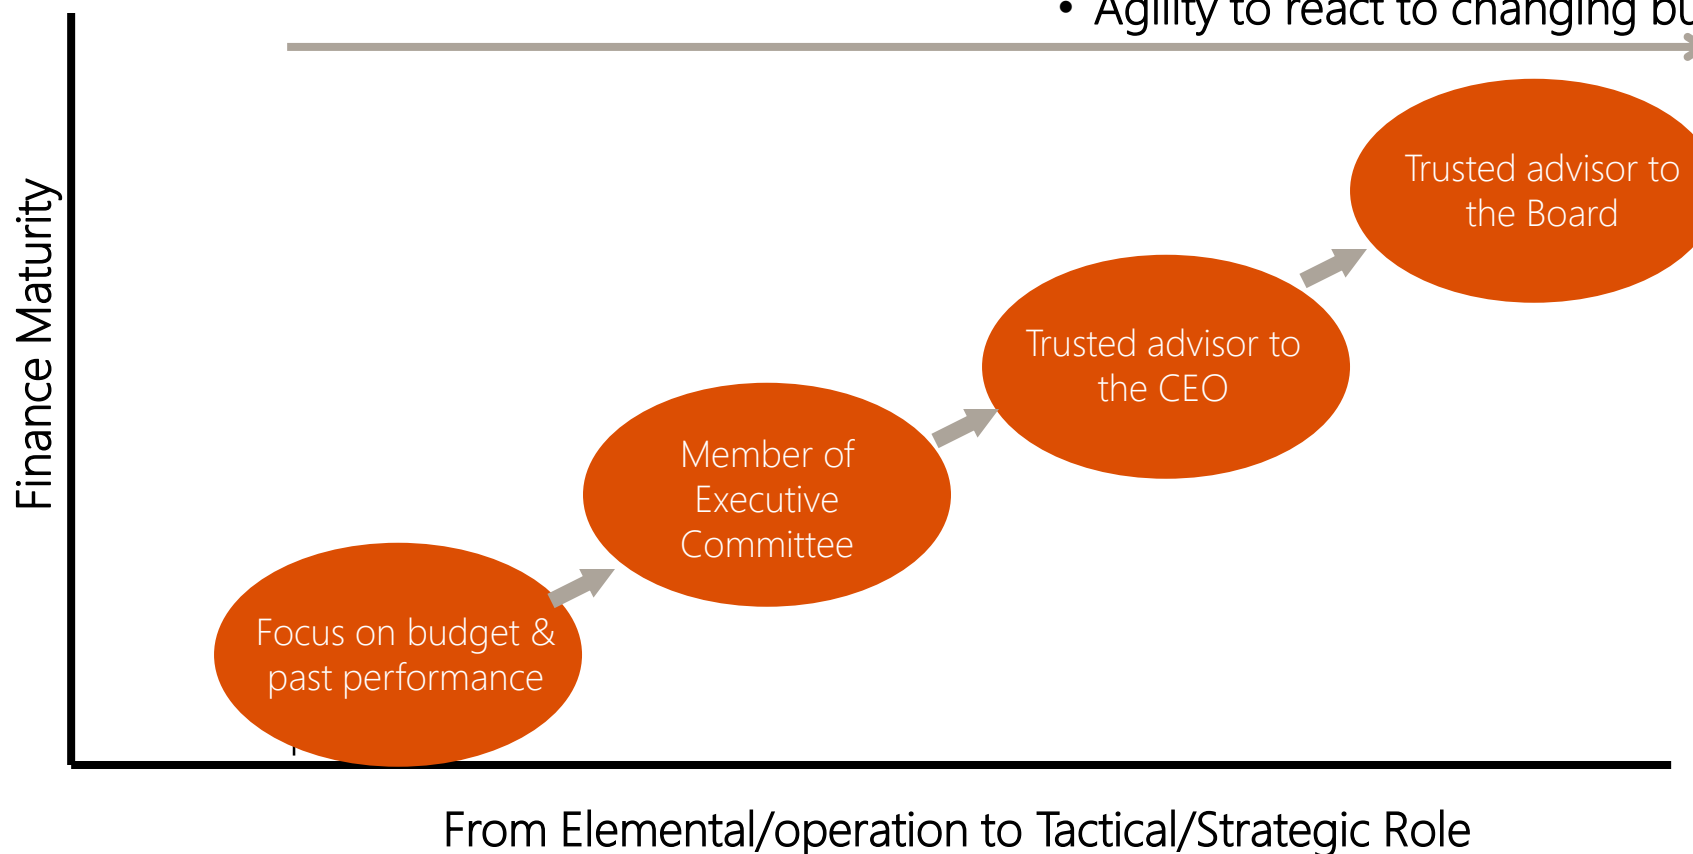 • Agility to react to changing
Trusted advisor to
the Board
Trusted advisor to
the CEO
Member of
Executive
Committee
Focus on budget &
past performance
Finance Maturity
From Elemental/operation to Tactical/Strategic Role